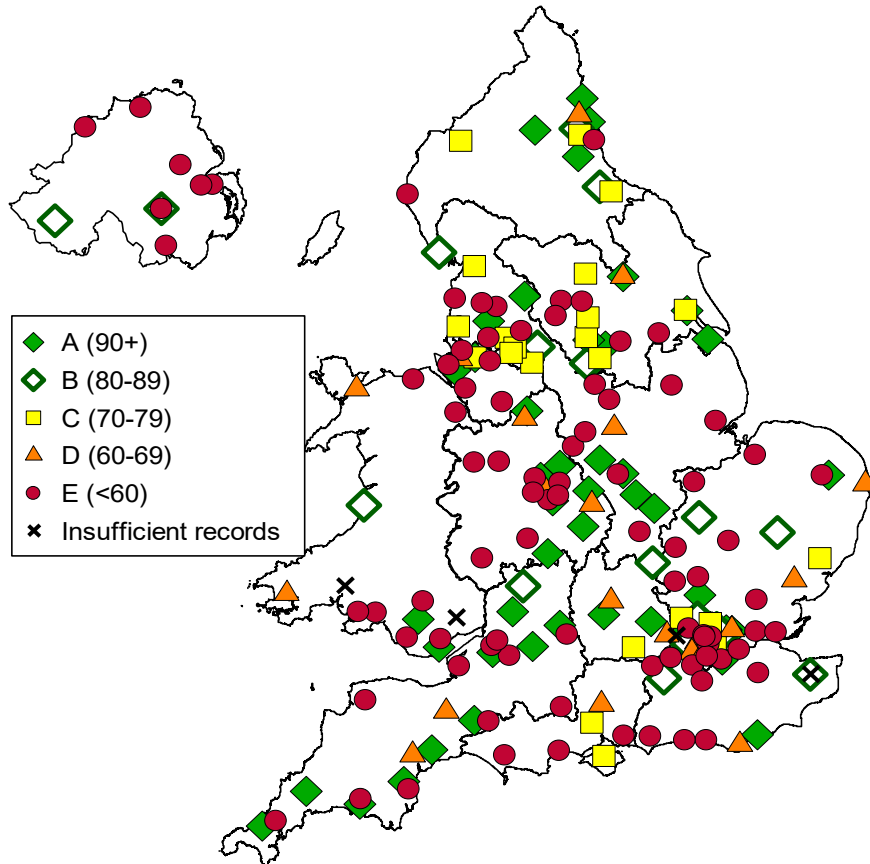 A (90+)
B (80-89)
C (70-79)
D (60-69)
E (<60)
Insufficient records